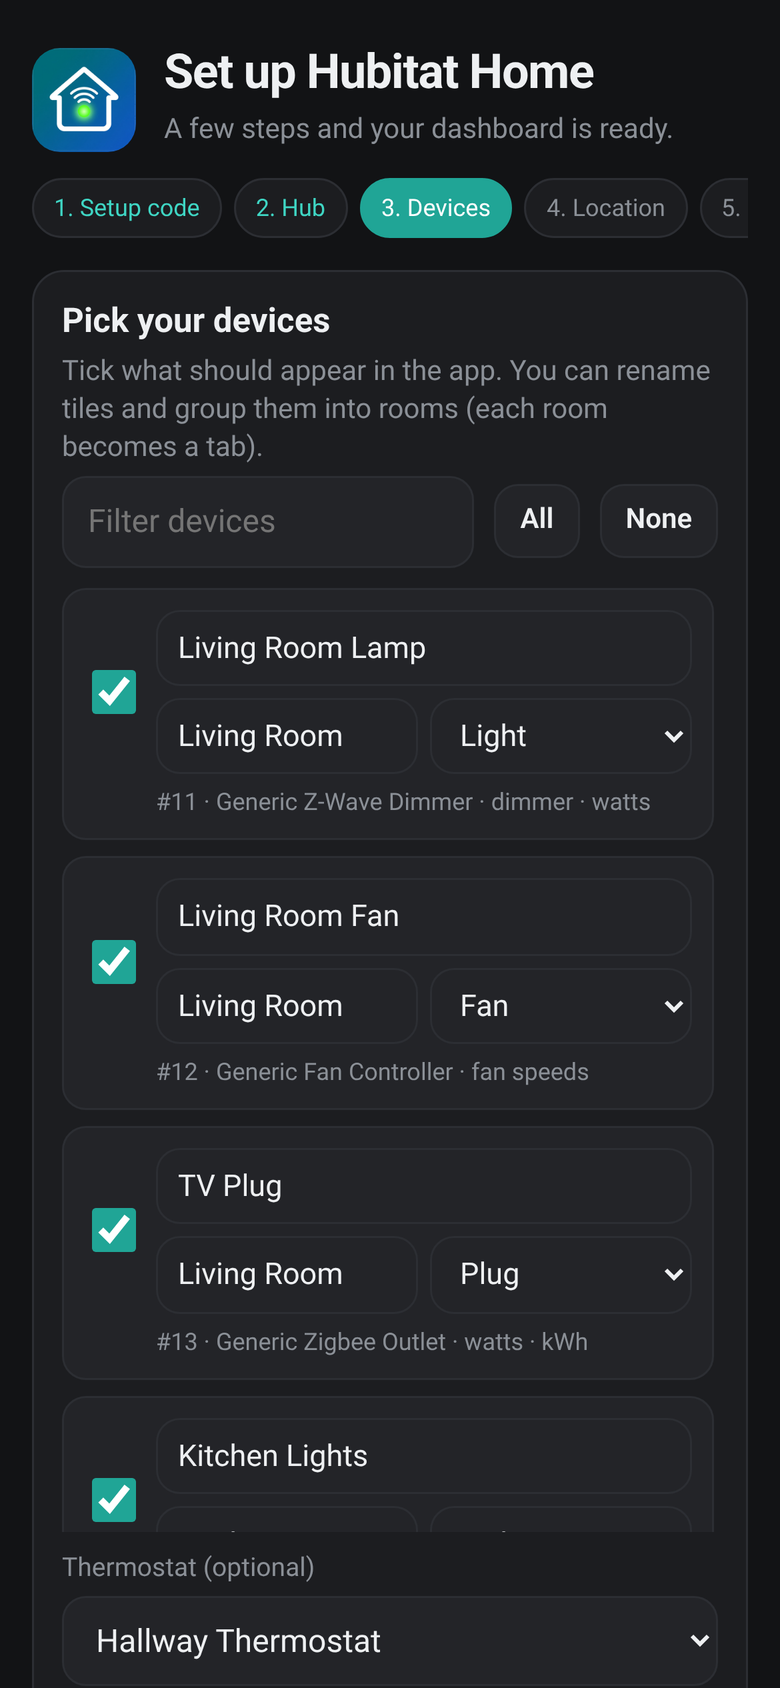 Set up Hubitat Home
A few steps and your dashboard is ready.
1. Setup code
2. Hub
3. Devices
4. Location
5.
Pick your devices
Tick what should appear in the app. You can rename
tiles and group them into rooms (each room
becomes a tab).
Filter devices
All
None
Living Room Lamp
Living Room
Light
#11 · Generic Z-Wave Dimmer · dimmer · watts
Living Room Fan
Living Room
Fan
#12 · Generic Fan Controller · fan speeds
TV Plug
Living Room
Plug
#13 · Generic Zigbee Outlet · watts · kWh
Kitchen Lights
Thermostat (optional)
Hallway Thermostat